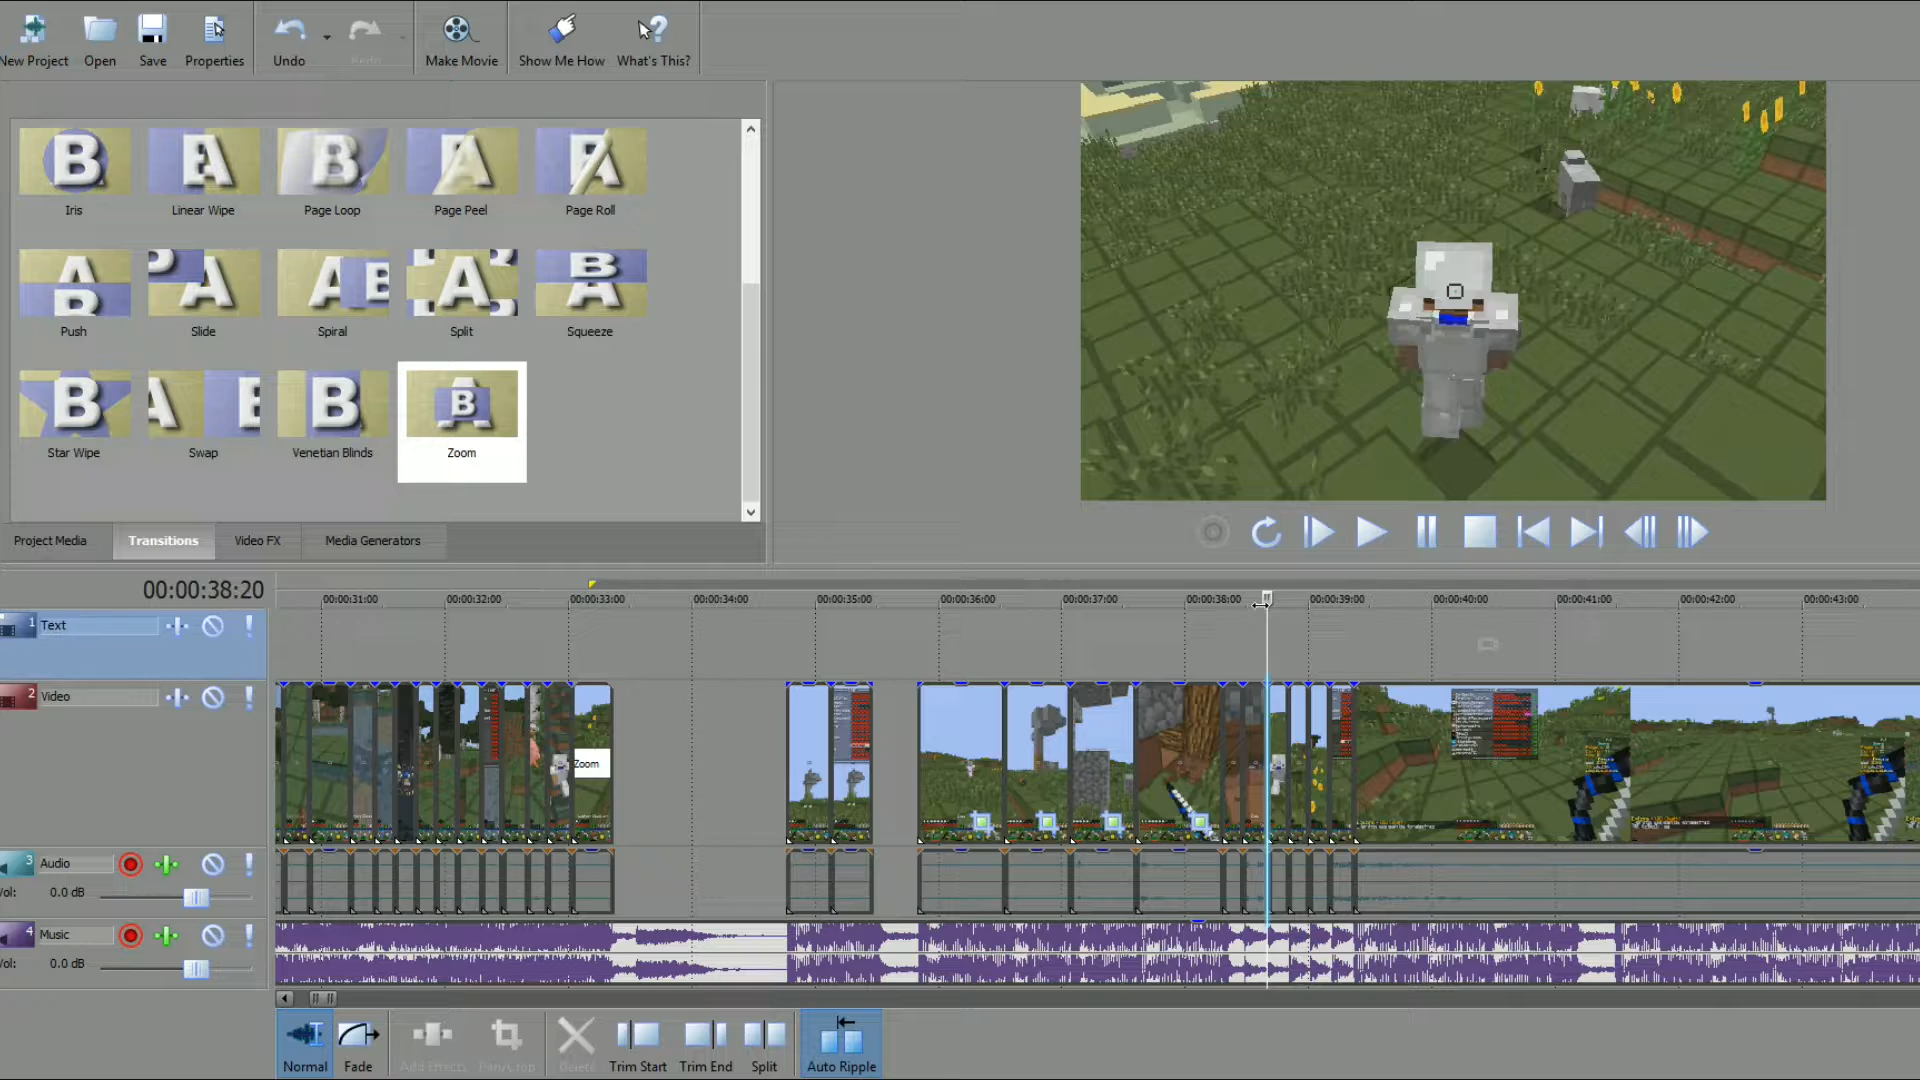 New Project Open Save Properties Undo Redo Make Movie Show Me How What's This?
Iris Linear Wipe Page Loop Page Peel Page Roll
Push Slide Spiral Split Squeeze
Star Wipe Swap Venetian Blinds Zoom
Project Media Transitions Video FX Media Generators
00:00:38:20
00:00:31:00 00:00:32:00 00:00:33:00 00:00:34:00 00:00:35:00 00:00:36:00 00:00:37:00 00:00:38:00 00:00:39:00 00:00:40:00 00:00:41:00 00:00:42:00 00:00:43:00
1 Text
2 Video
Zoom
3 Audio
Vol: 0.0 dB
4 Music
Vol: 0.0 dB
Normal Fade Add Effects Pan/Crop Delete Trim Start Trim End Split Auto Ripple